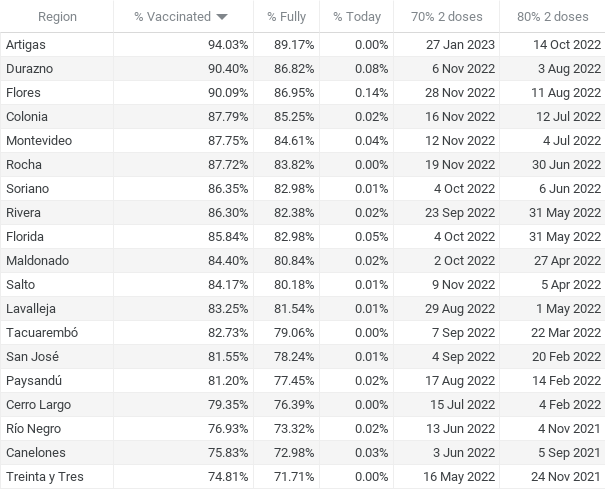 Region % Vaccinated % Fully % Today 70% 2 doses 80% 2 doses
Artigas 94.03% 89.17% 0.00% 27 Jan 2023 14 Oct 2022
Durazno 90.40% 86.82% 0.08% 6 Nov 2022 3 Aug 2022
Flores 90.09% 86.95% 0.14% 28 Nov 2022 11 Aug 2022
Colonia 87.79% 85.25% 0.02% 16 Nov 2022 12 Jul 2022
Montevideo 87.75% 84.61% 0.04% 12 Nov 2022 4 Jul 2022
Rocha 87.72% 83.82% 0.00% 19 Nov 2022 30 Jun 2022
Soriano 86.35% 82.98% 0.01% 4 Oct 2022 6 Jun 2022
Rivera 86.30% 82.38% 0.02% 23 Sep 2022 31 May 2022
Florida 85.84% 82.98% 0.05% 4 Oct 2022 31 May 2022
Maldonado 84.40% 80.84% 0.02% 2 Oct 2022 27 Apr 2022
Salto 84.17% 80.18% 0.01% 9 Nov 2022 5 Apr 2022
Lavalleja 83.25% 81.54% 0.01% 29 Aug 2022 1 May 2022
Tacuarembó 82.73% 79.06% 0.00% 7 Sep 2022 22 Mar 2022
San José 81.55% 78.24% 0.01% 4 Sep 2022 20 Feb 2022
Paysandú 81.20% 77.45% 0.02% 17 Aug 2022 14 Feb 2022
Cerro Largo 79.35% 76.39% 0.00% 15 Jul 2022 4 Feb 2022
Río Negro 76.93% 73.32% 0.02% 13 Jun 2022 4 Nov 2021
Canelones 75.83% 72.98% 0.03% 3 Jun 2022 5 Sep 2021
Treinta y Tres 74.81% 71.71% 0.00% 16 May 2022 24 Nov 2021